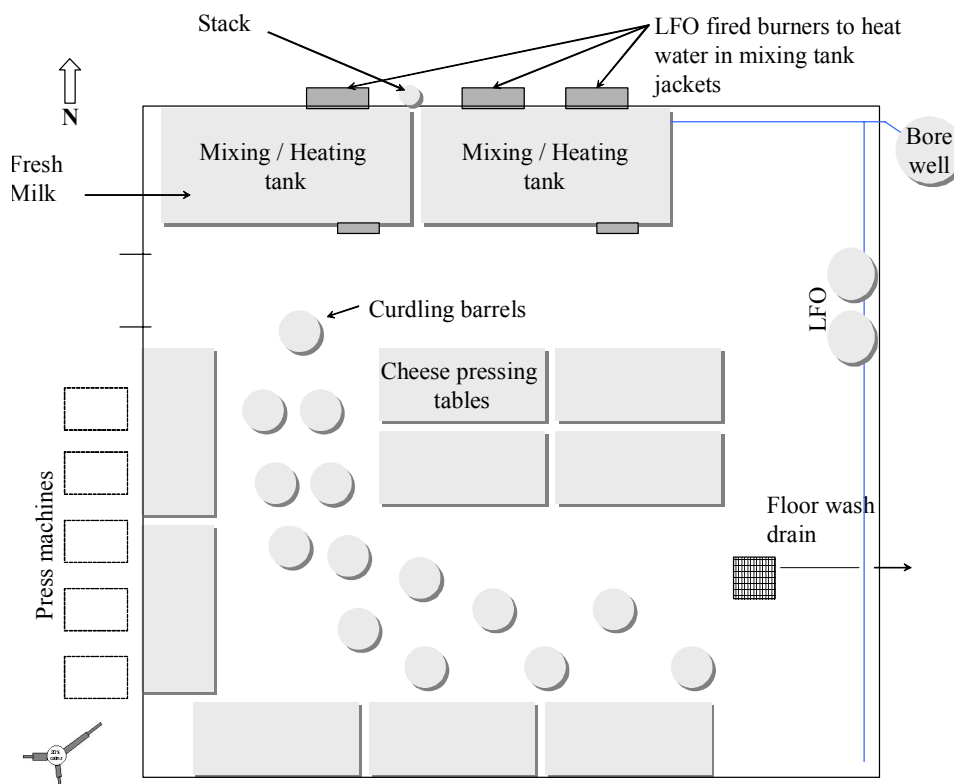 Stack
LFO fired burners to heat
water in mixing tank
jackets
N
Mixing / Heating
tank
Mixing / Heating
tank
Bore
well
Fresh
Milk
LFO
Curdling barrels
Cheese pressing
tables
Press machines
Floor wash
drain